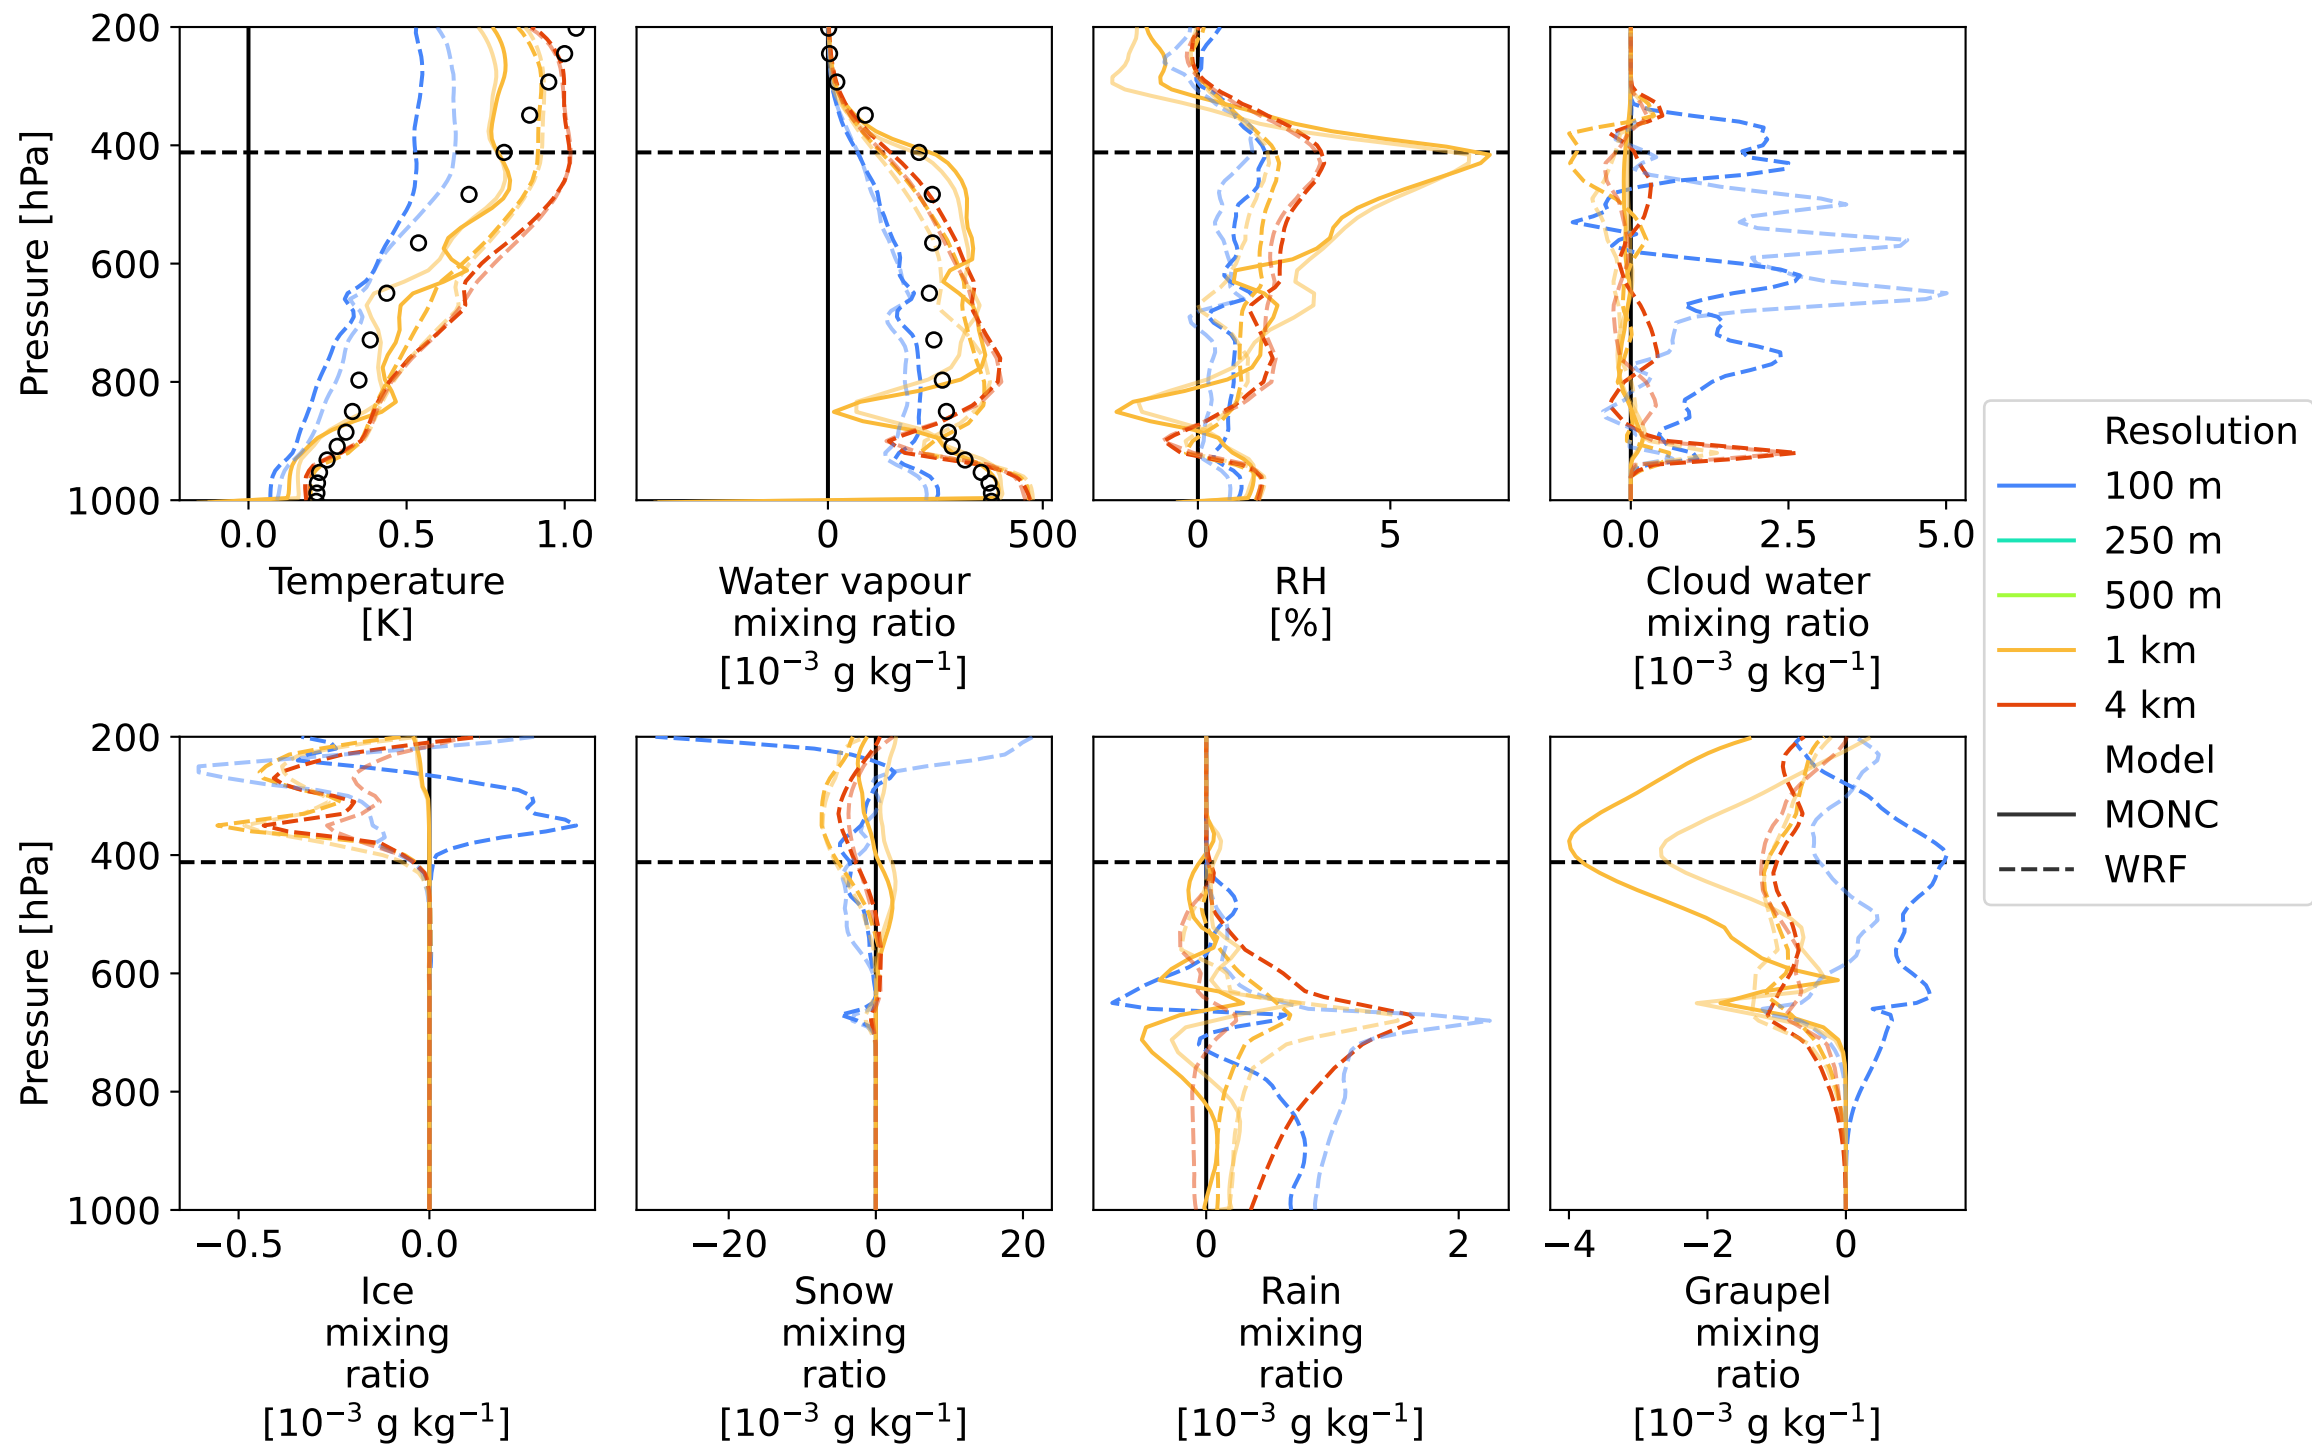 200
400
600
800
1000
Pressure [hPa]
0.0 0.5 1.0
Temperature
[K]
0 500
Water vapour
mixing ratio
[10⁻³ g kg⁻¹]
0 5
RH
[%]
0.0 2.5 5.0
Cloud water
mixing ratio
[10⁻³ g kg⁻¹]
Resolution
100 m
250 m
500 m
1 km
4 km
Model
MONC
WRF
200
400
600
800
1000
Pressure [hPa]
−0.5 0.0
Ice
mixing
ratio
[10⁻³ g kg⁻¹]
−20 0 20
Snow
mixing
ratio
[10⁻³ g kg⁻¹]
0 2
Rain
mixing
ratio
[10⁻³ g kg⁻¹]
−4 −2 0
Graupel
mixing
ratio
[10⁻³ g kg⁻¹]